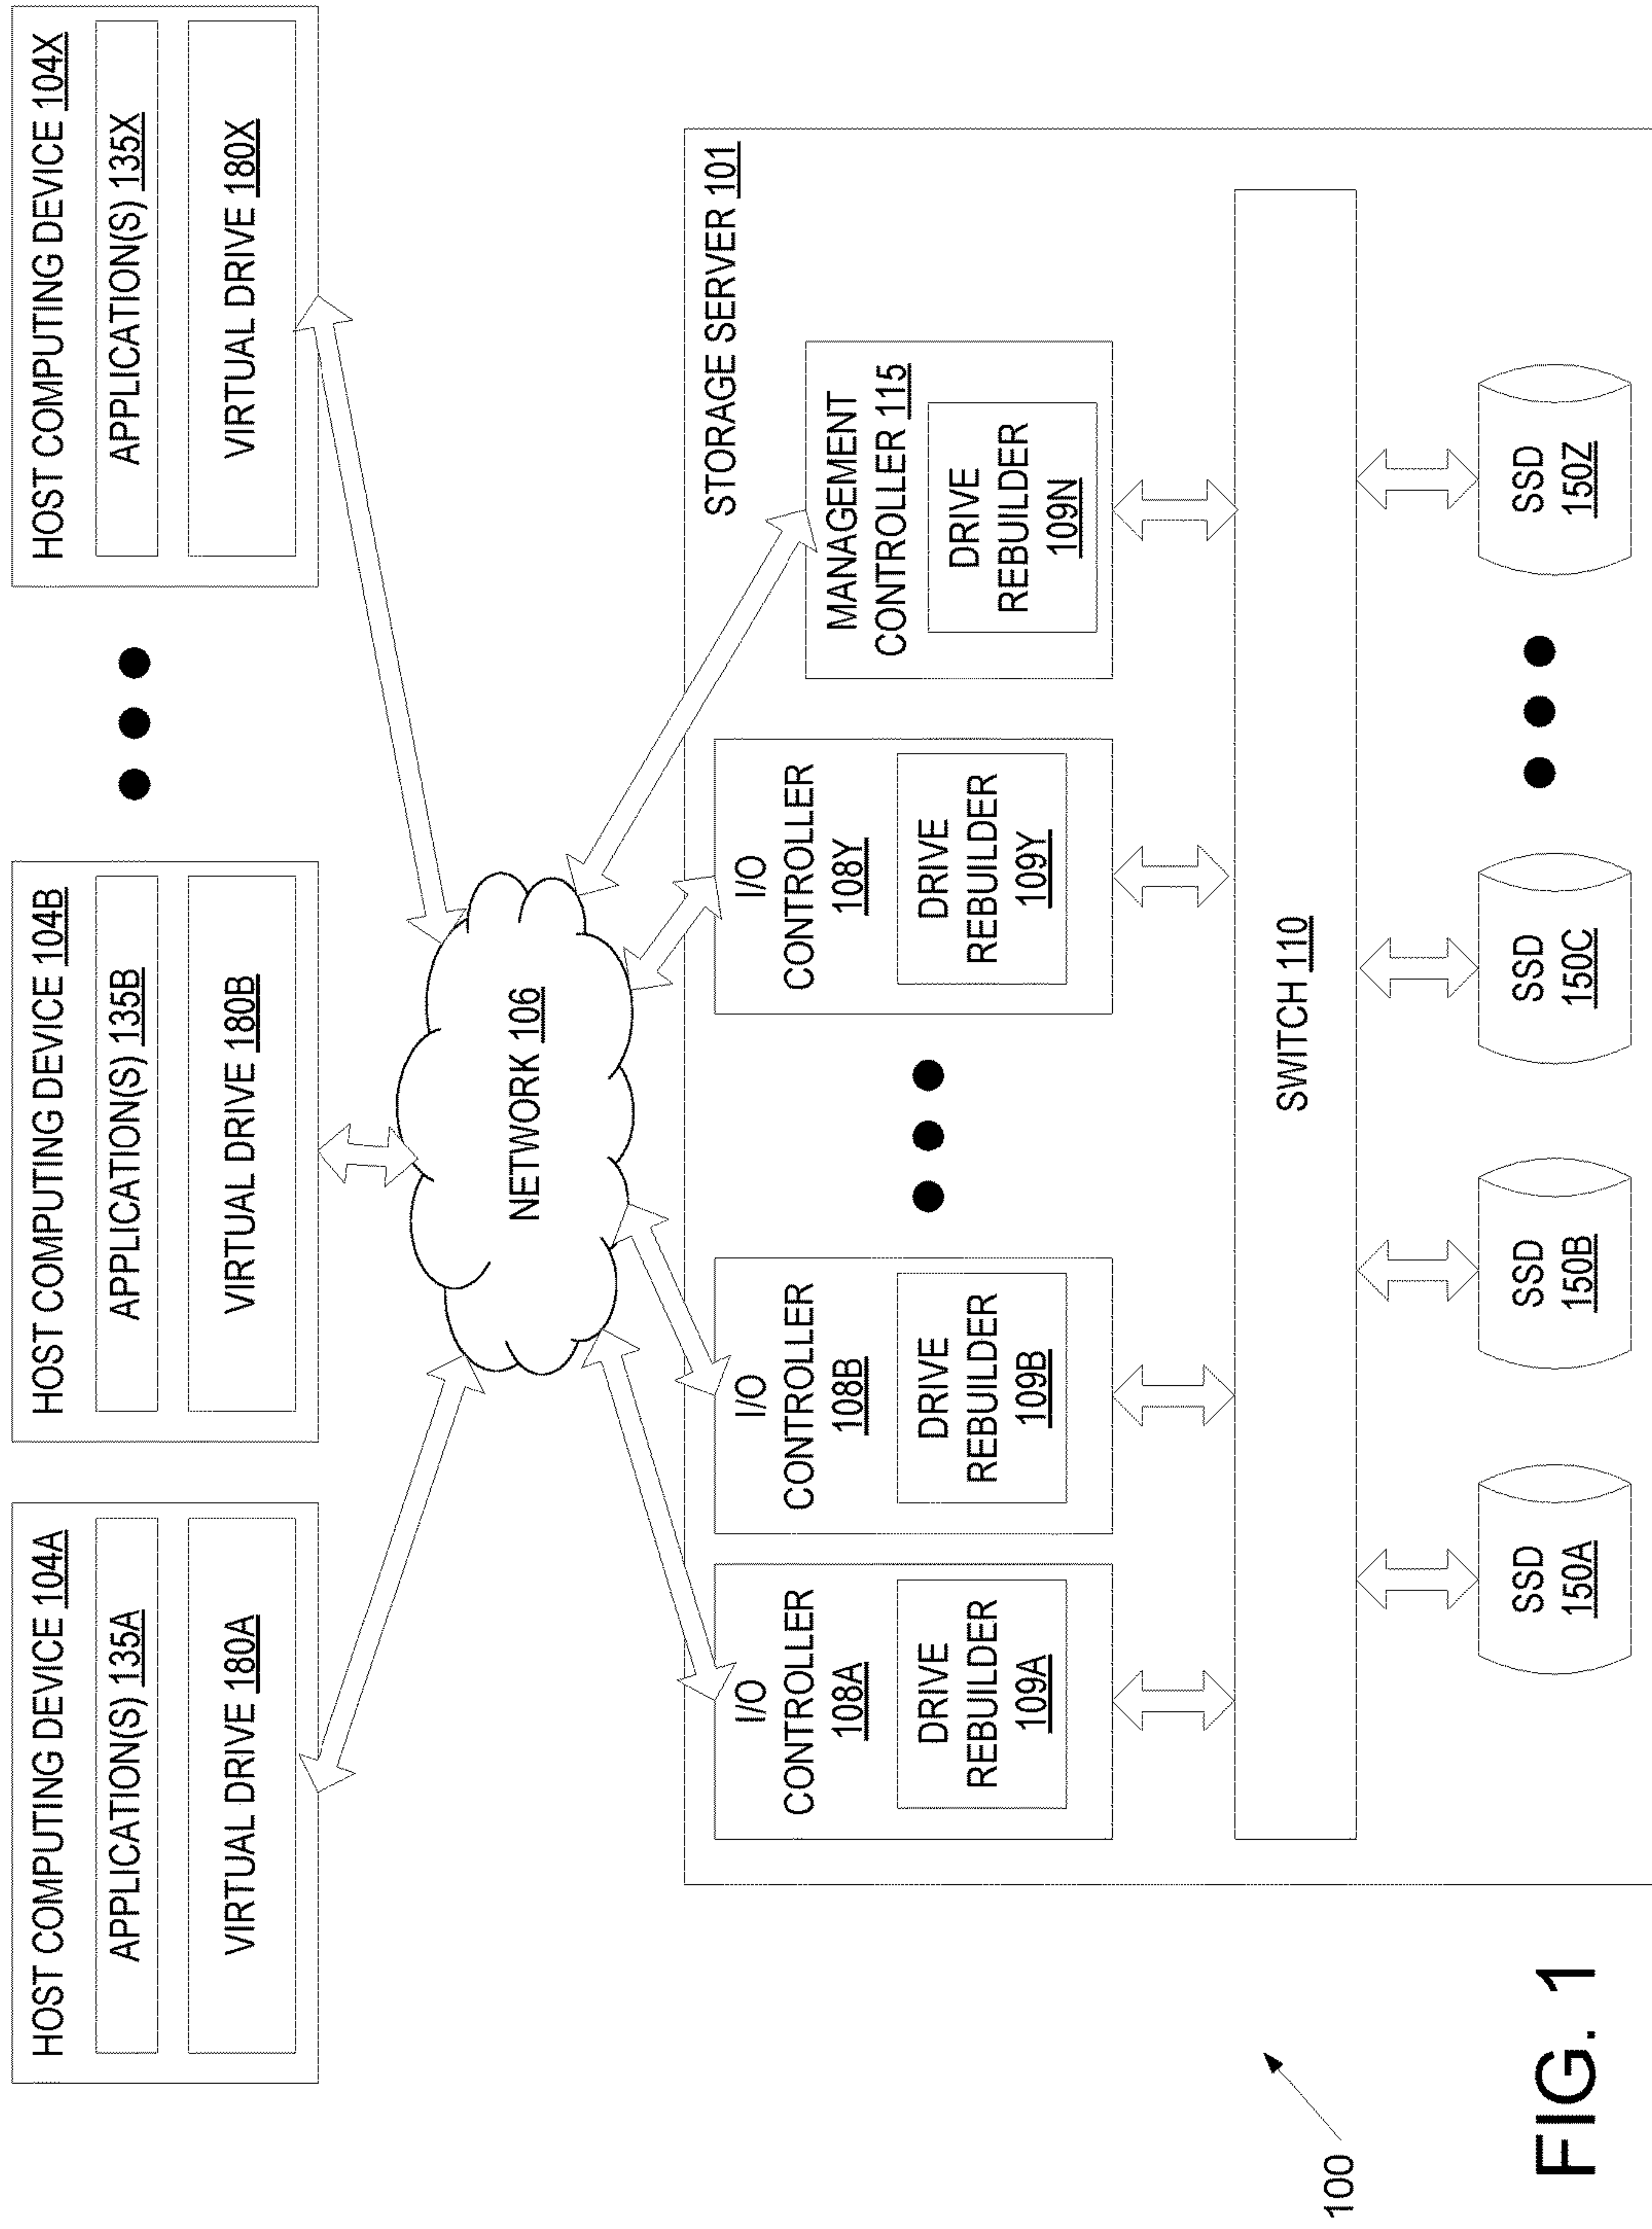 HOST COMPUTING DEVICE 104A
APPLICATION(S) 135A
VIRTUAL DRIVE 180A
HOST COMPUTING DEVICE 104B
APPLICATION(S) 135B
VIRTUAL DRIVE 180B
HOST COMPUTING DEVICE 104X
APPLICATION(S) 135X
VIRTUAL DRIVE 180X
NETWORK 106
STORAGE SERVER 101
I/O
CONTROLLER
108A
DRIVE
REBUILDER
109A
I/O
CONTROLLER
108B
DRIVE
REBUILDER
109B
I/O
CONTROLLER
108Y
DRIVE
REBUILDER
109Y
MANAGEMENT
CONTROLLER 115
DRIVE
REBUILDER
109N
SWITCH 110
SSD
150A
SSD
150B
SSD
150C
SSD
150Z
100
FIG. 1